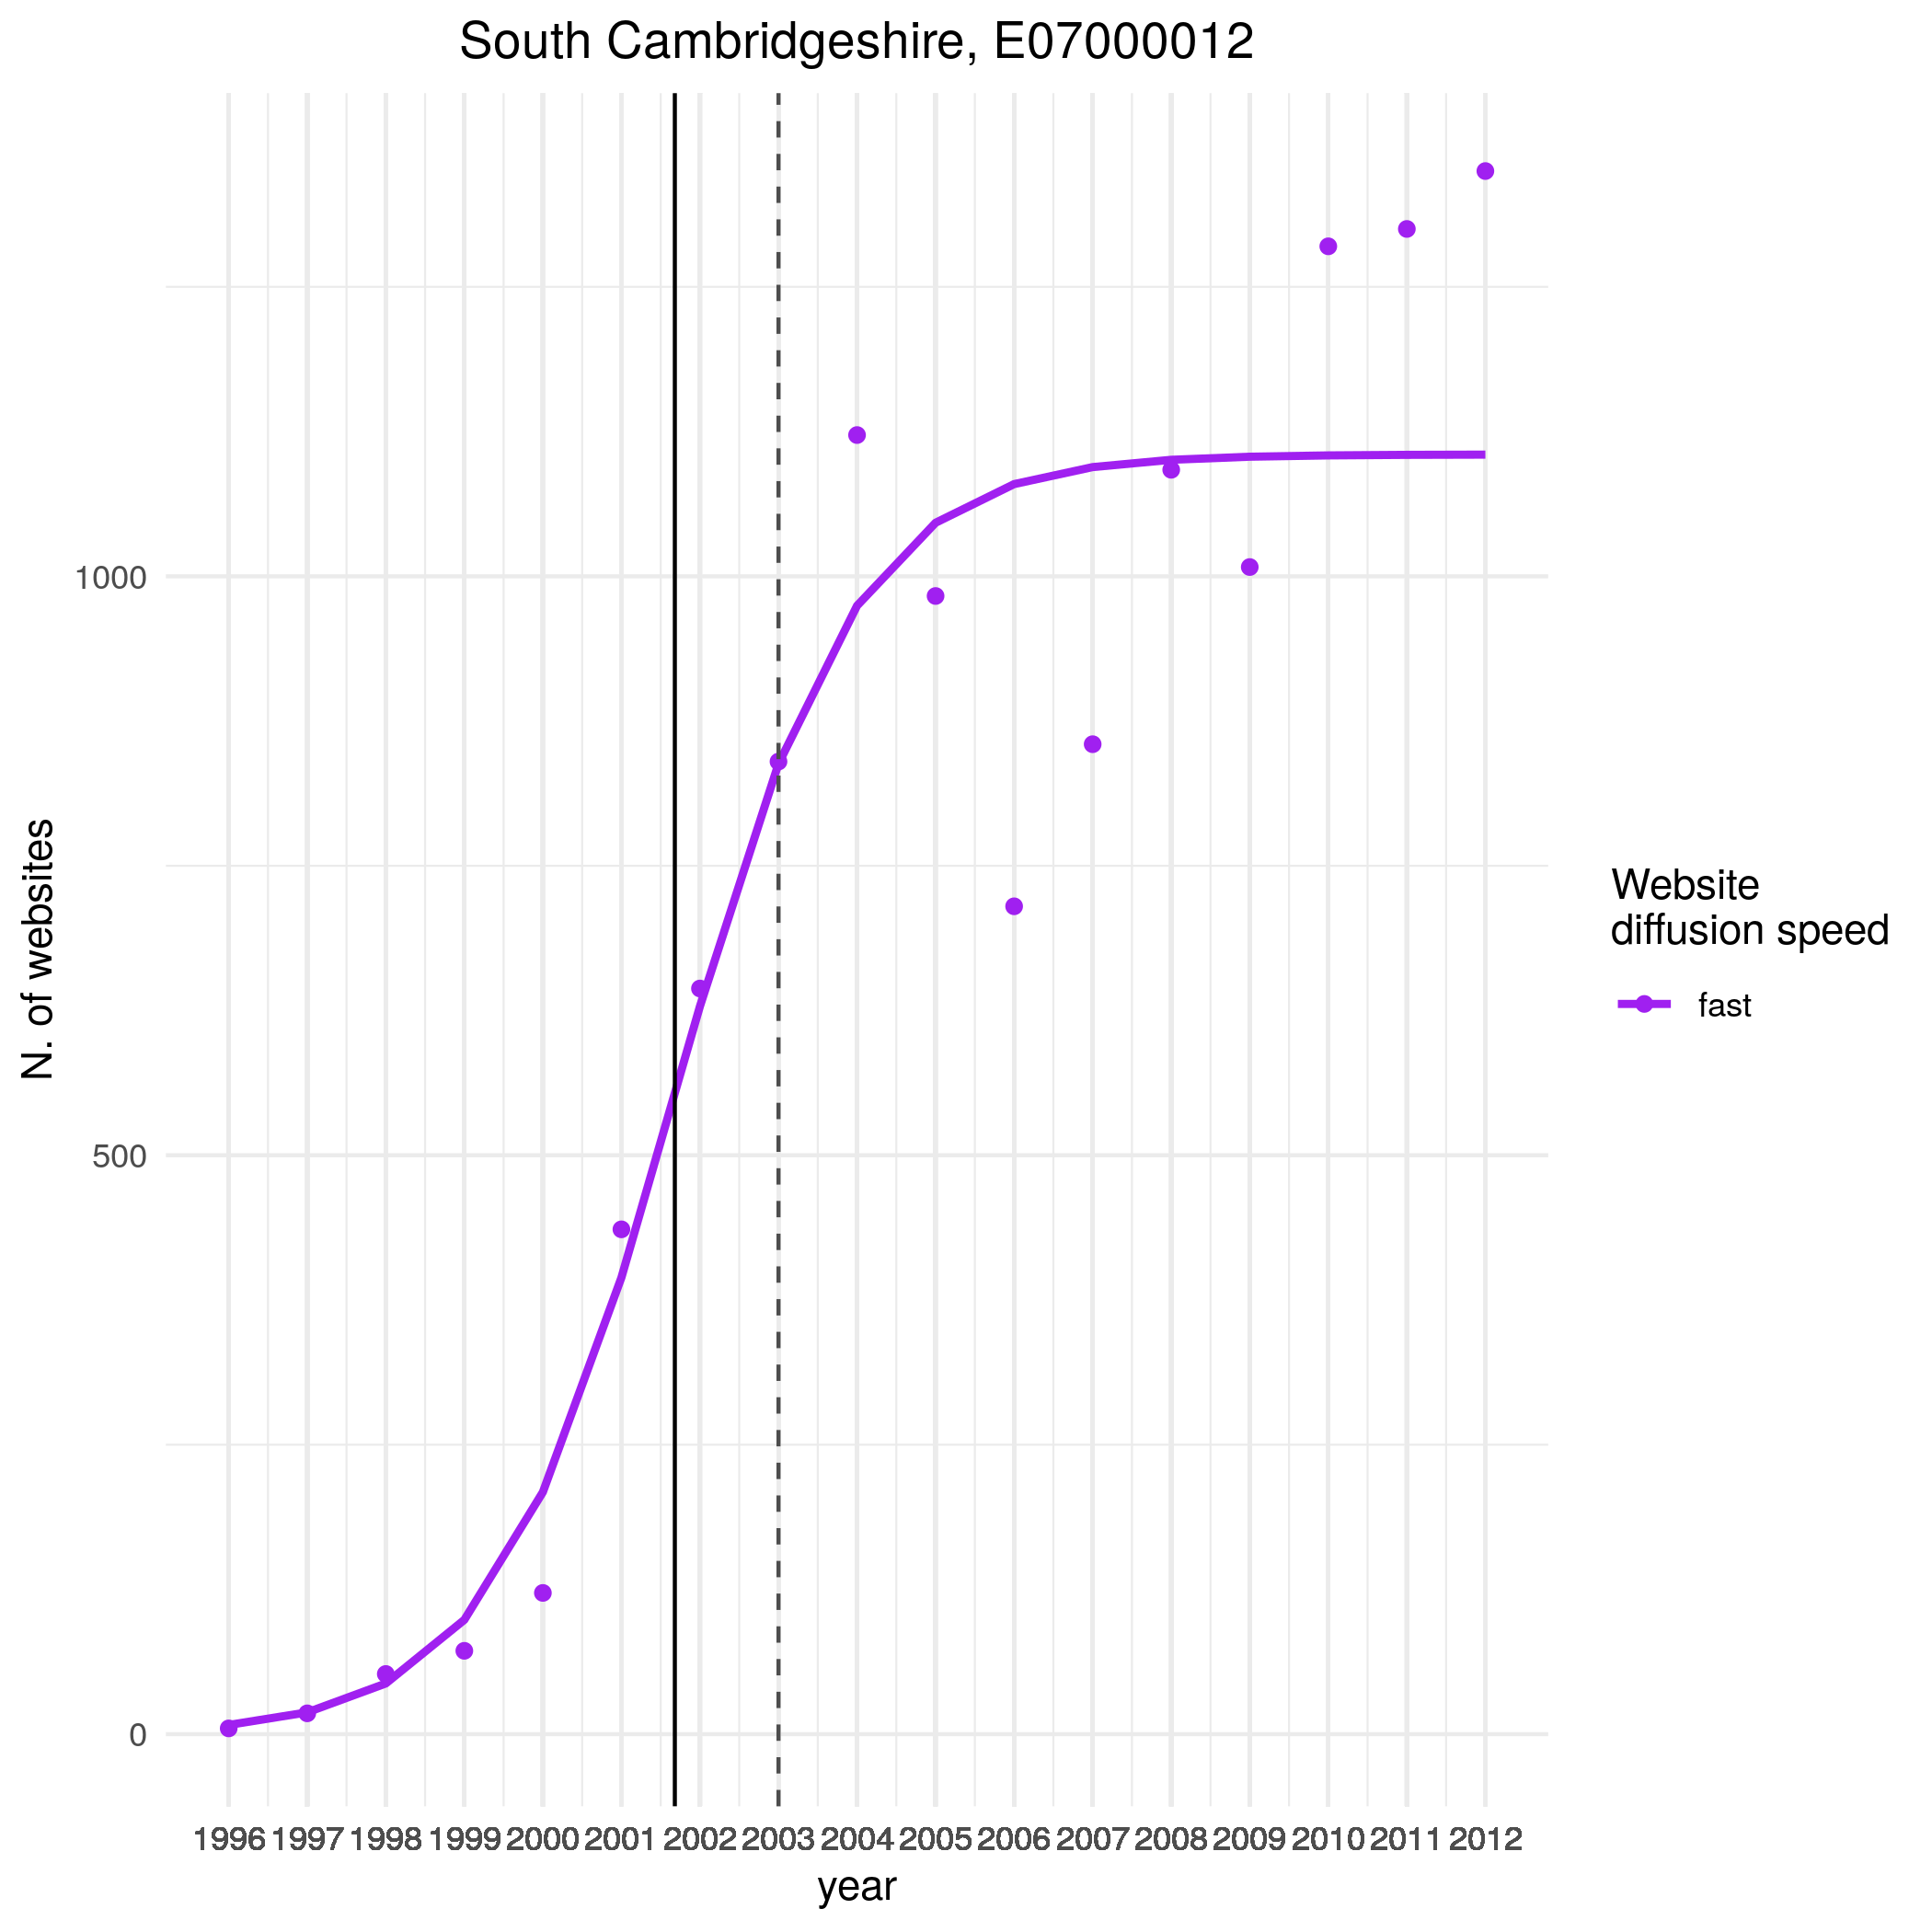 South Cambridgeshire, E07000012
N. of websites
1000
500
0
1996 1997 1998 1999 2000 2001 2002 2003 2004 2005 2006 2007 2008 2009 2010 2011 2012
year
Website
diffusion speed
fast